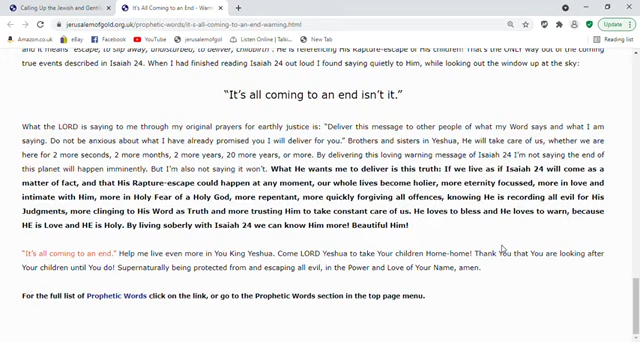 Calling Up the Jewish and Gentil
It's All Coming to an End - Warn
jerusalemofgold.org.uk/prophetic-words/it-s-all-coming-to-an-end-warning.html
Update
Amazon.co.uk
eBay
Facebook
YouTube
jerusalemofgol
Listen Online | Talki...
New Tab
Reading list
and it means "escape, to slip away, undisturbed, to deliver, childbirth". He is referencing His Rapture-escape of His children! That's the ONLY way out of the coming
true events described in Isaiah 24. When I had finished reading Isaiah 24 out loud I found saying quietly to Him, while looking out the window up at the sky:
"It's all coming to an end isn't it."
What the LORD is saying to me through my original prayers for earthly justice is: "Deliver this message to other people of what my Word says and what I am
saying. Do not be anxious about what I have already promised you I will deliver for you." Brothers and sisters in Yeshua, He will take care of us, whether we are
here for 2 more seconds, 2 more months, 2 more years, 20 years more, or more. By delivering this loving warning message of Isaiah 24 I'm not saying the end of
this planet will happen imminently. But I'm also not saying it won't. What He wants me to deliver is this truth: If we live as if Isaiah 24 will come as a
matter of fact, and that His Rapture-escape could happen at any moment, our whole lives become holier, more eternity focussed, more in love and
intimate with Him, more in Holy Fear of a Holy God, more repentant, more quickly forgiving all offences, knowing He is recording all evil for His
Judgments, more clinging to His Word as Truth and more trusting Him to take constant care of us. He loves to bless and He loves to warn, because
HE is Love and HE is Holy. By living soberly with Isaiah 24 we can know Him more! Beautiful Him!
"It's all coming to an end." Help me live even more in You King Yeshua. Come LORD Yeshua to take Your children Home-home! Thank You that You are looking after
Your children until You do! Supernaturally being protected from and escaping all evil, in the Power and Love of Your Name, amen.
For the full list of Prophetic Words click on the link, or go to the Prophetic Words section in the top page menu.